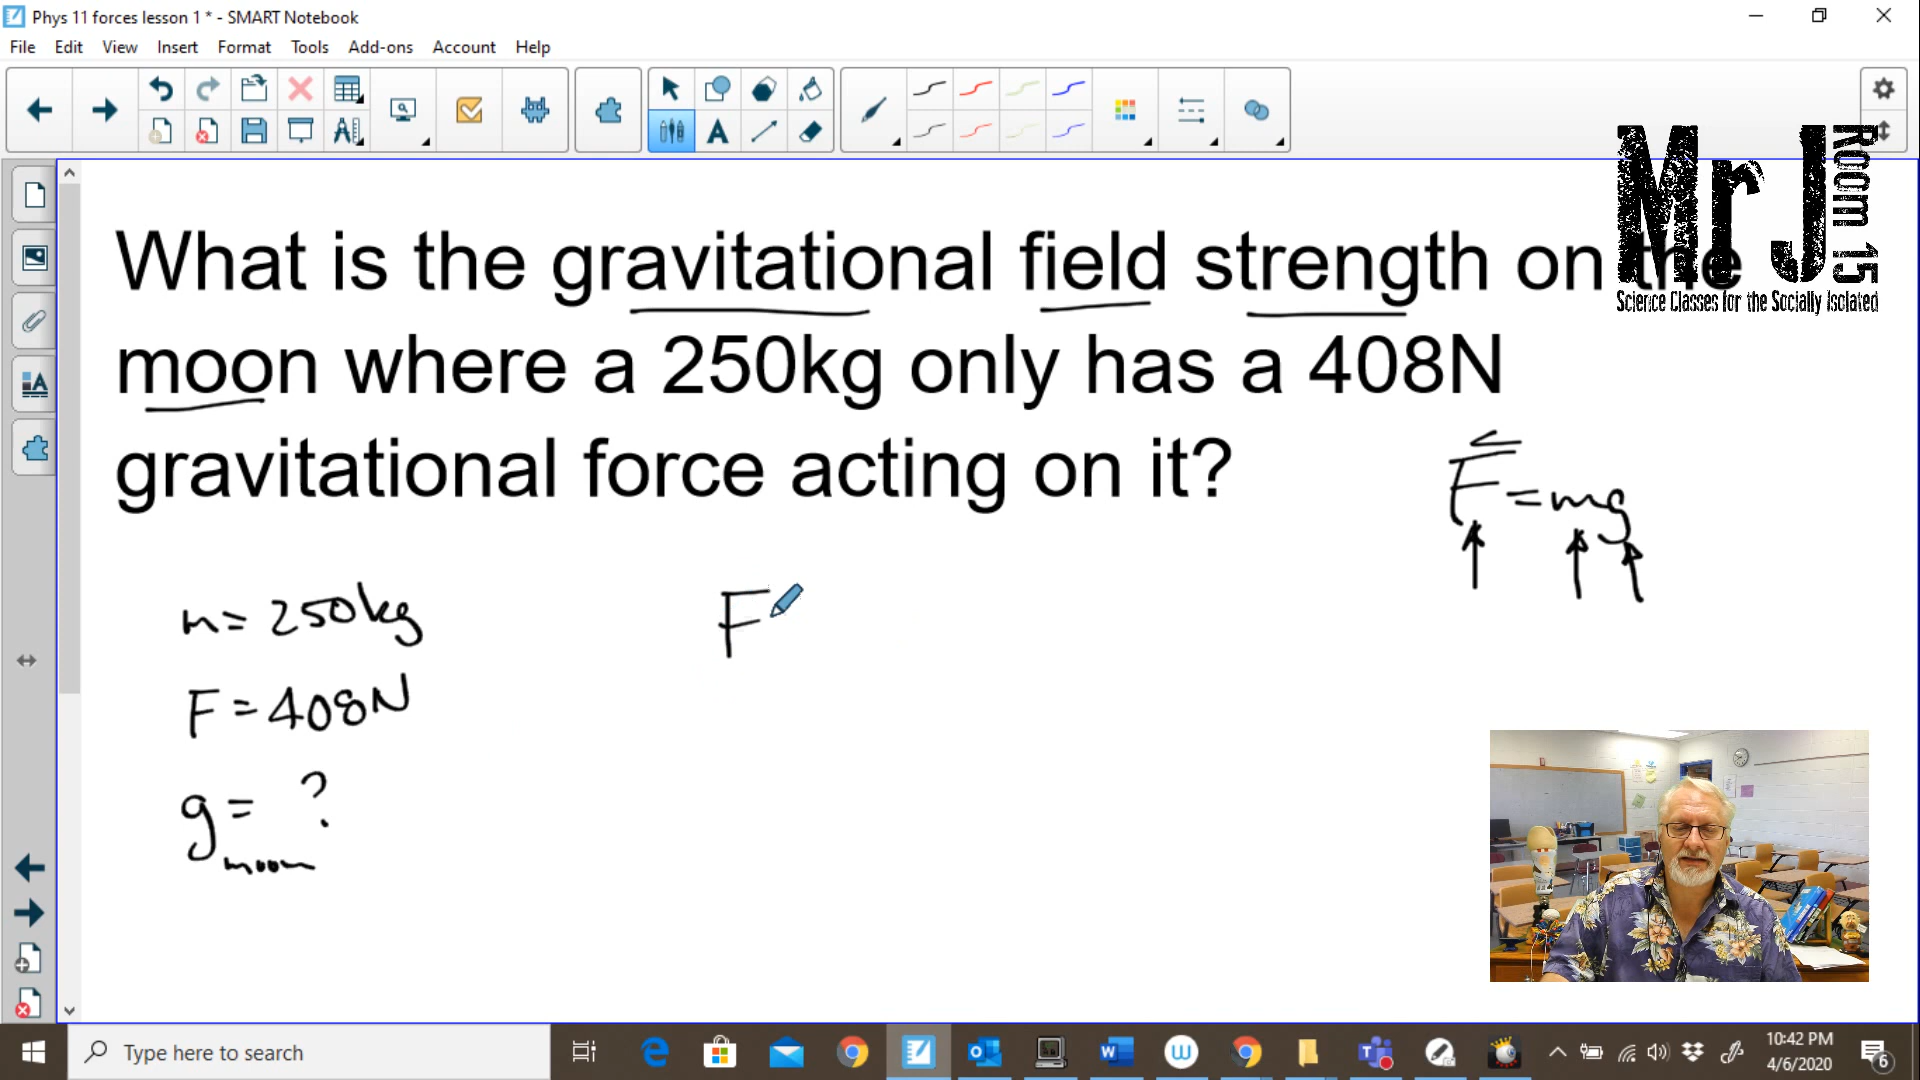 Phys 11 forces lesson 1 * - SMART Notebook
File Edit View Insert Format Tools Add-ons Account Help
Mr J Room 15
Science Classes for the Socially Isolated
What is the gravitational field strength on the
moon where a 250kg only has a 408N
gravitational force acting on it?
F = mg
m = 250kg
F
F = 408N
g = ?
moon
Type here to search
10:42 PM
4/6/2020
6